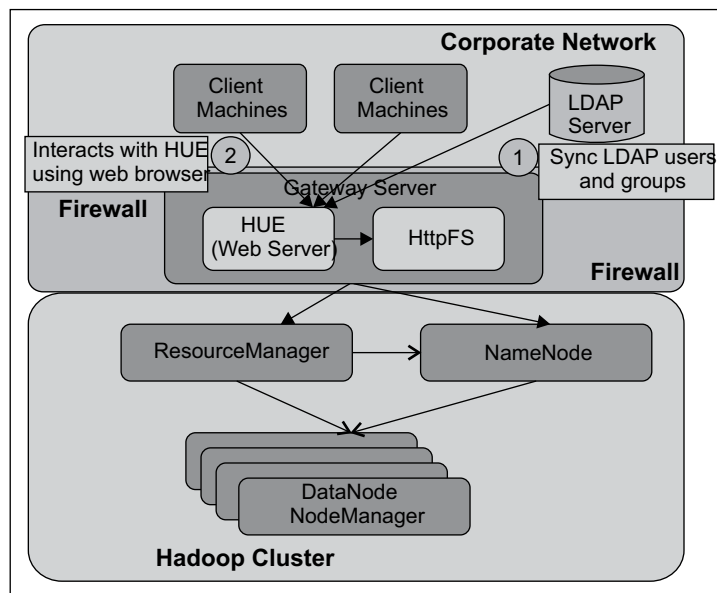 Corporate Network
Client
Machines
Client
Machines
LDAP
Server
Interacts with HUE
using web browser
2
1
Sync LDAP users
and groups
Gateway Server
Firewall
HUE
(Web Server)
HttpFS
Firewall
ResourceManager
NameNode
DataNode
NodeManager
Hadoop Cluster